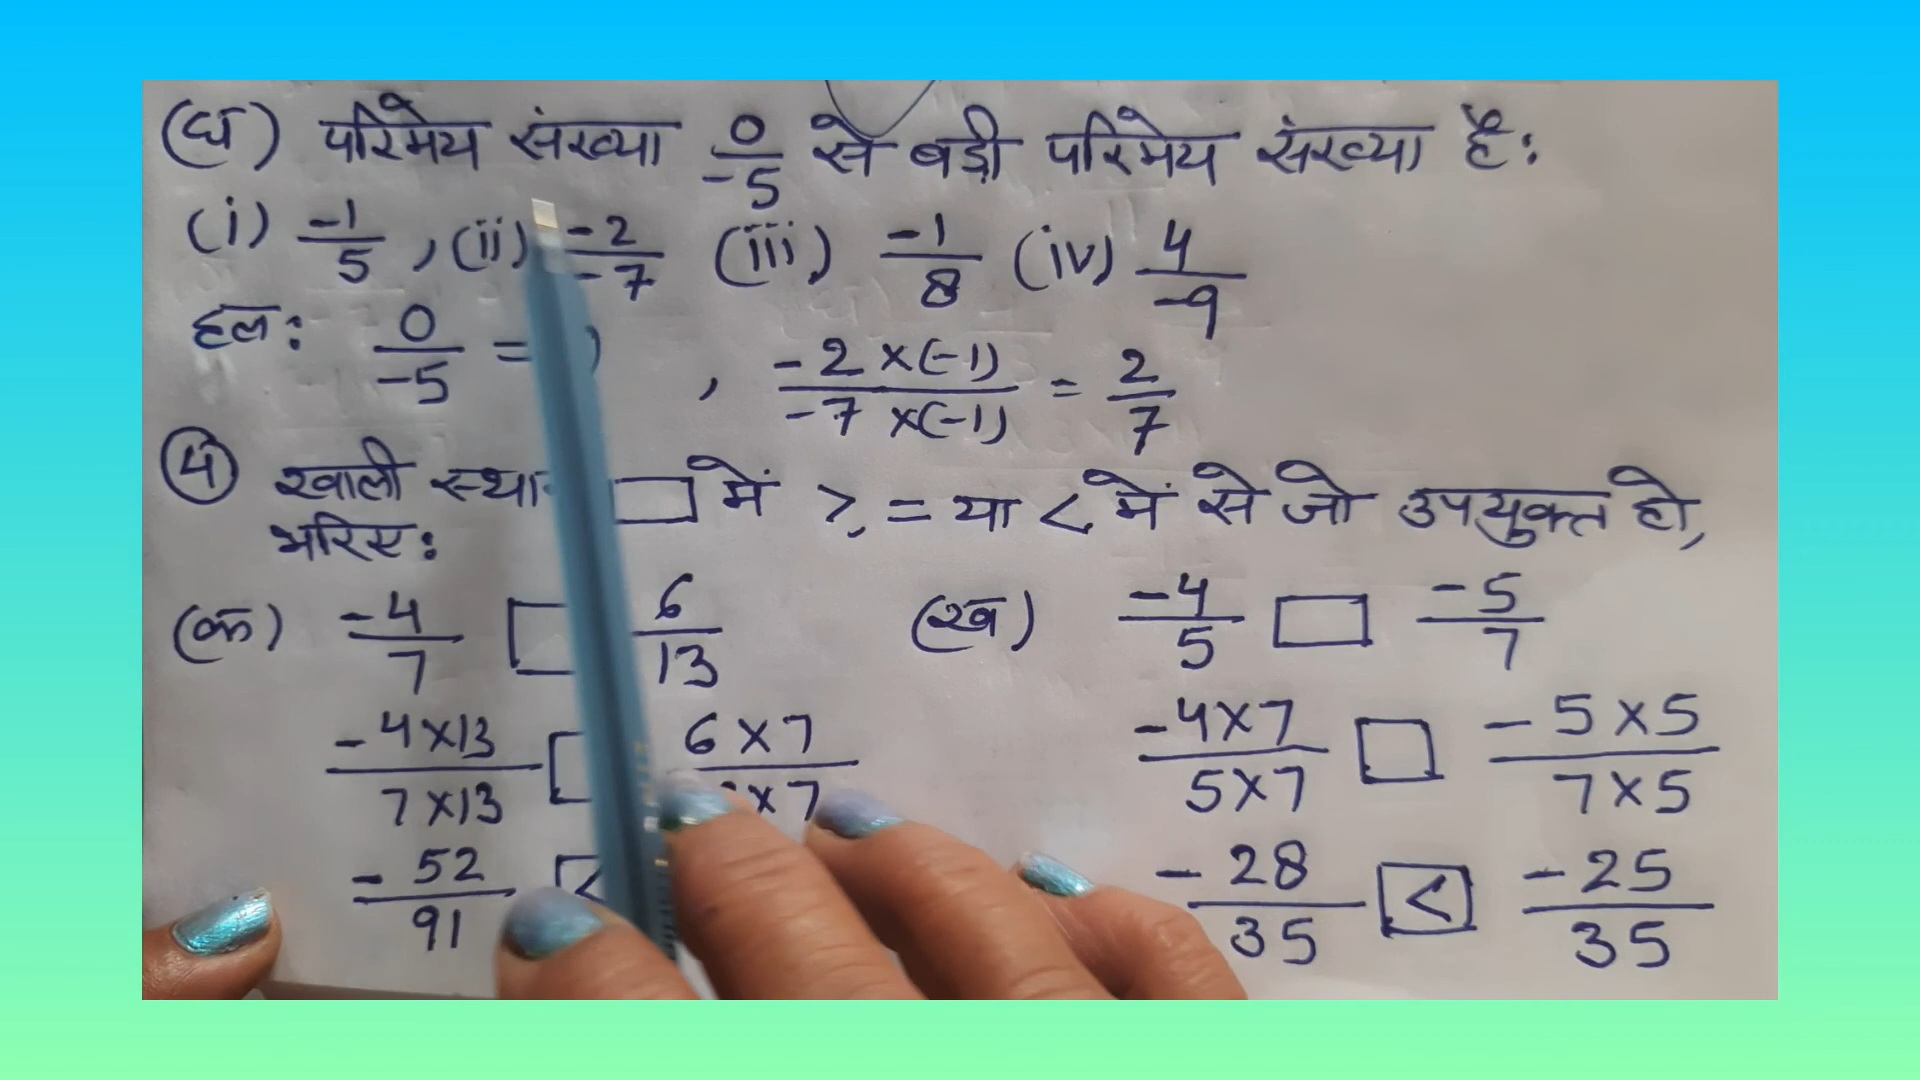 (घ) परिमेय संख्या 0/-5 से बड़ी परिमेय संख्या है:
(i) -1/5 , (ii) -2/-7 (iii) -1/8 (iv) 4/-9
हल: 0/-5 = , -2×(-1)/-7×(-1) = 2/7
④ खाली □ में >, = या < में से जो उपयुक्त हो,
भरिए:
(क) -4/7 □ 6/13 (ख) -4/5 □ -5/7
-4×13/7×13 □ 6×7/×7 -4×7/5×7 □ -5×5/7×5
-52/91 < -28/35 < -25/35